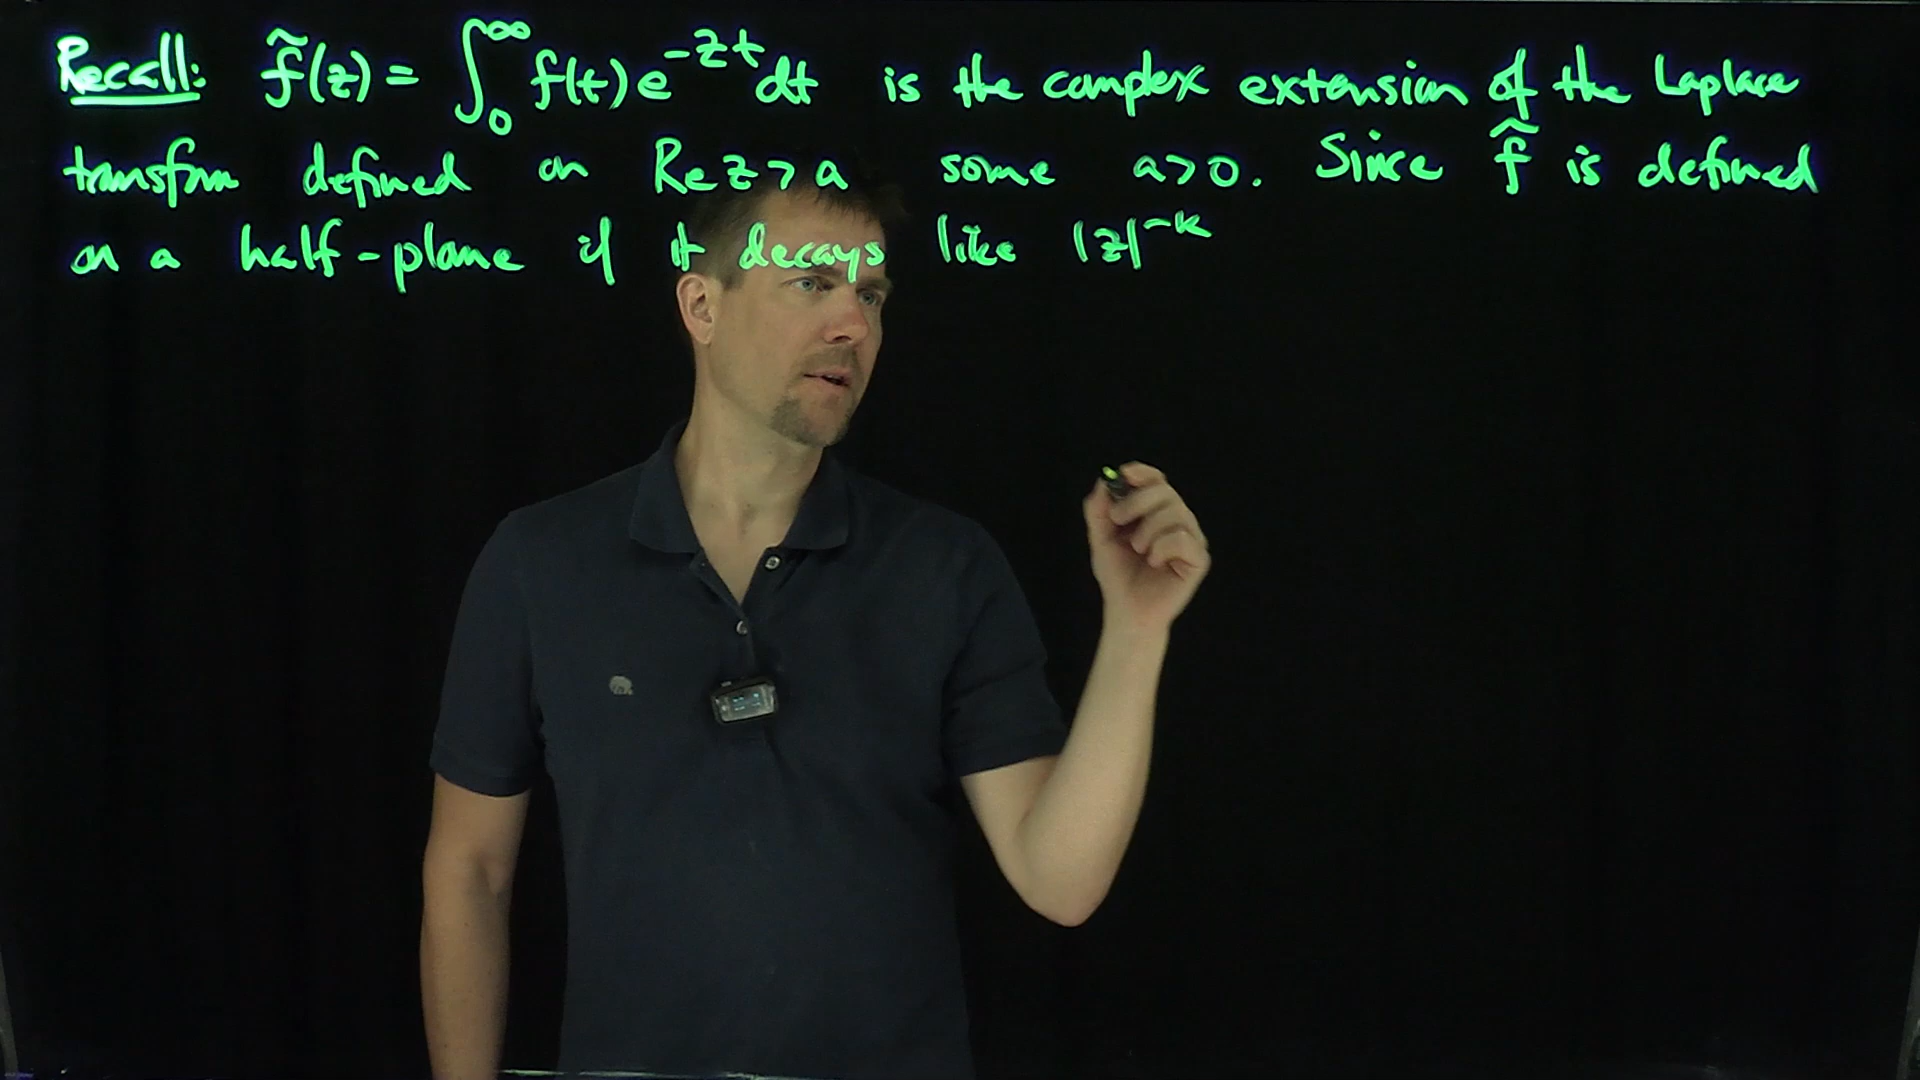 Recall: f̃(z) = ∫₀^∞ f(t) e^{-zt} dt is the complex extension of the Laplace
transform defined on Re z > a some a>0. Since f̃ is defined
on a half-plane if it decays like |z|^{-k}